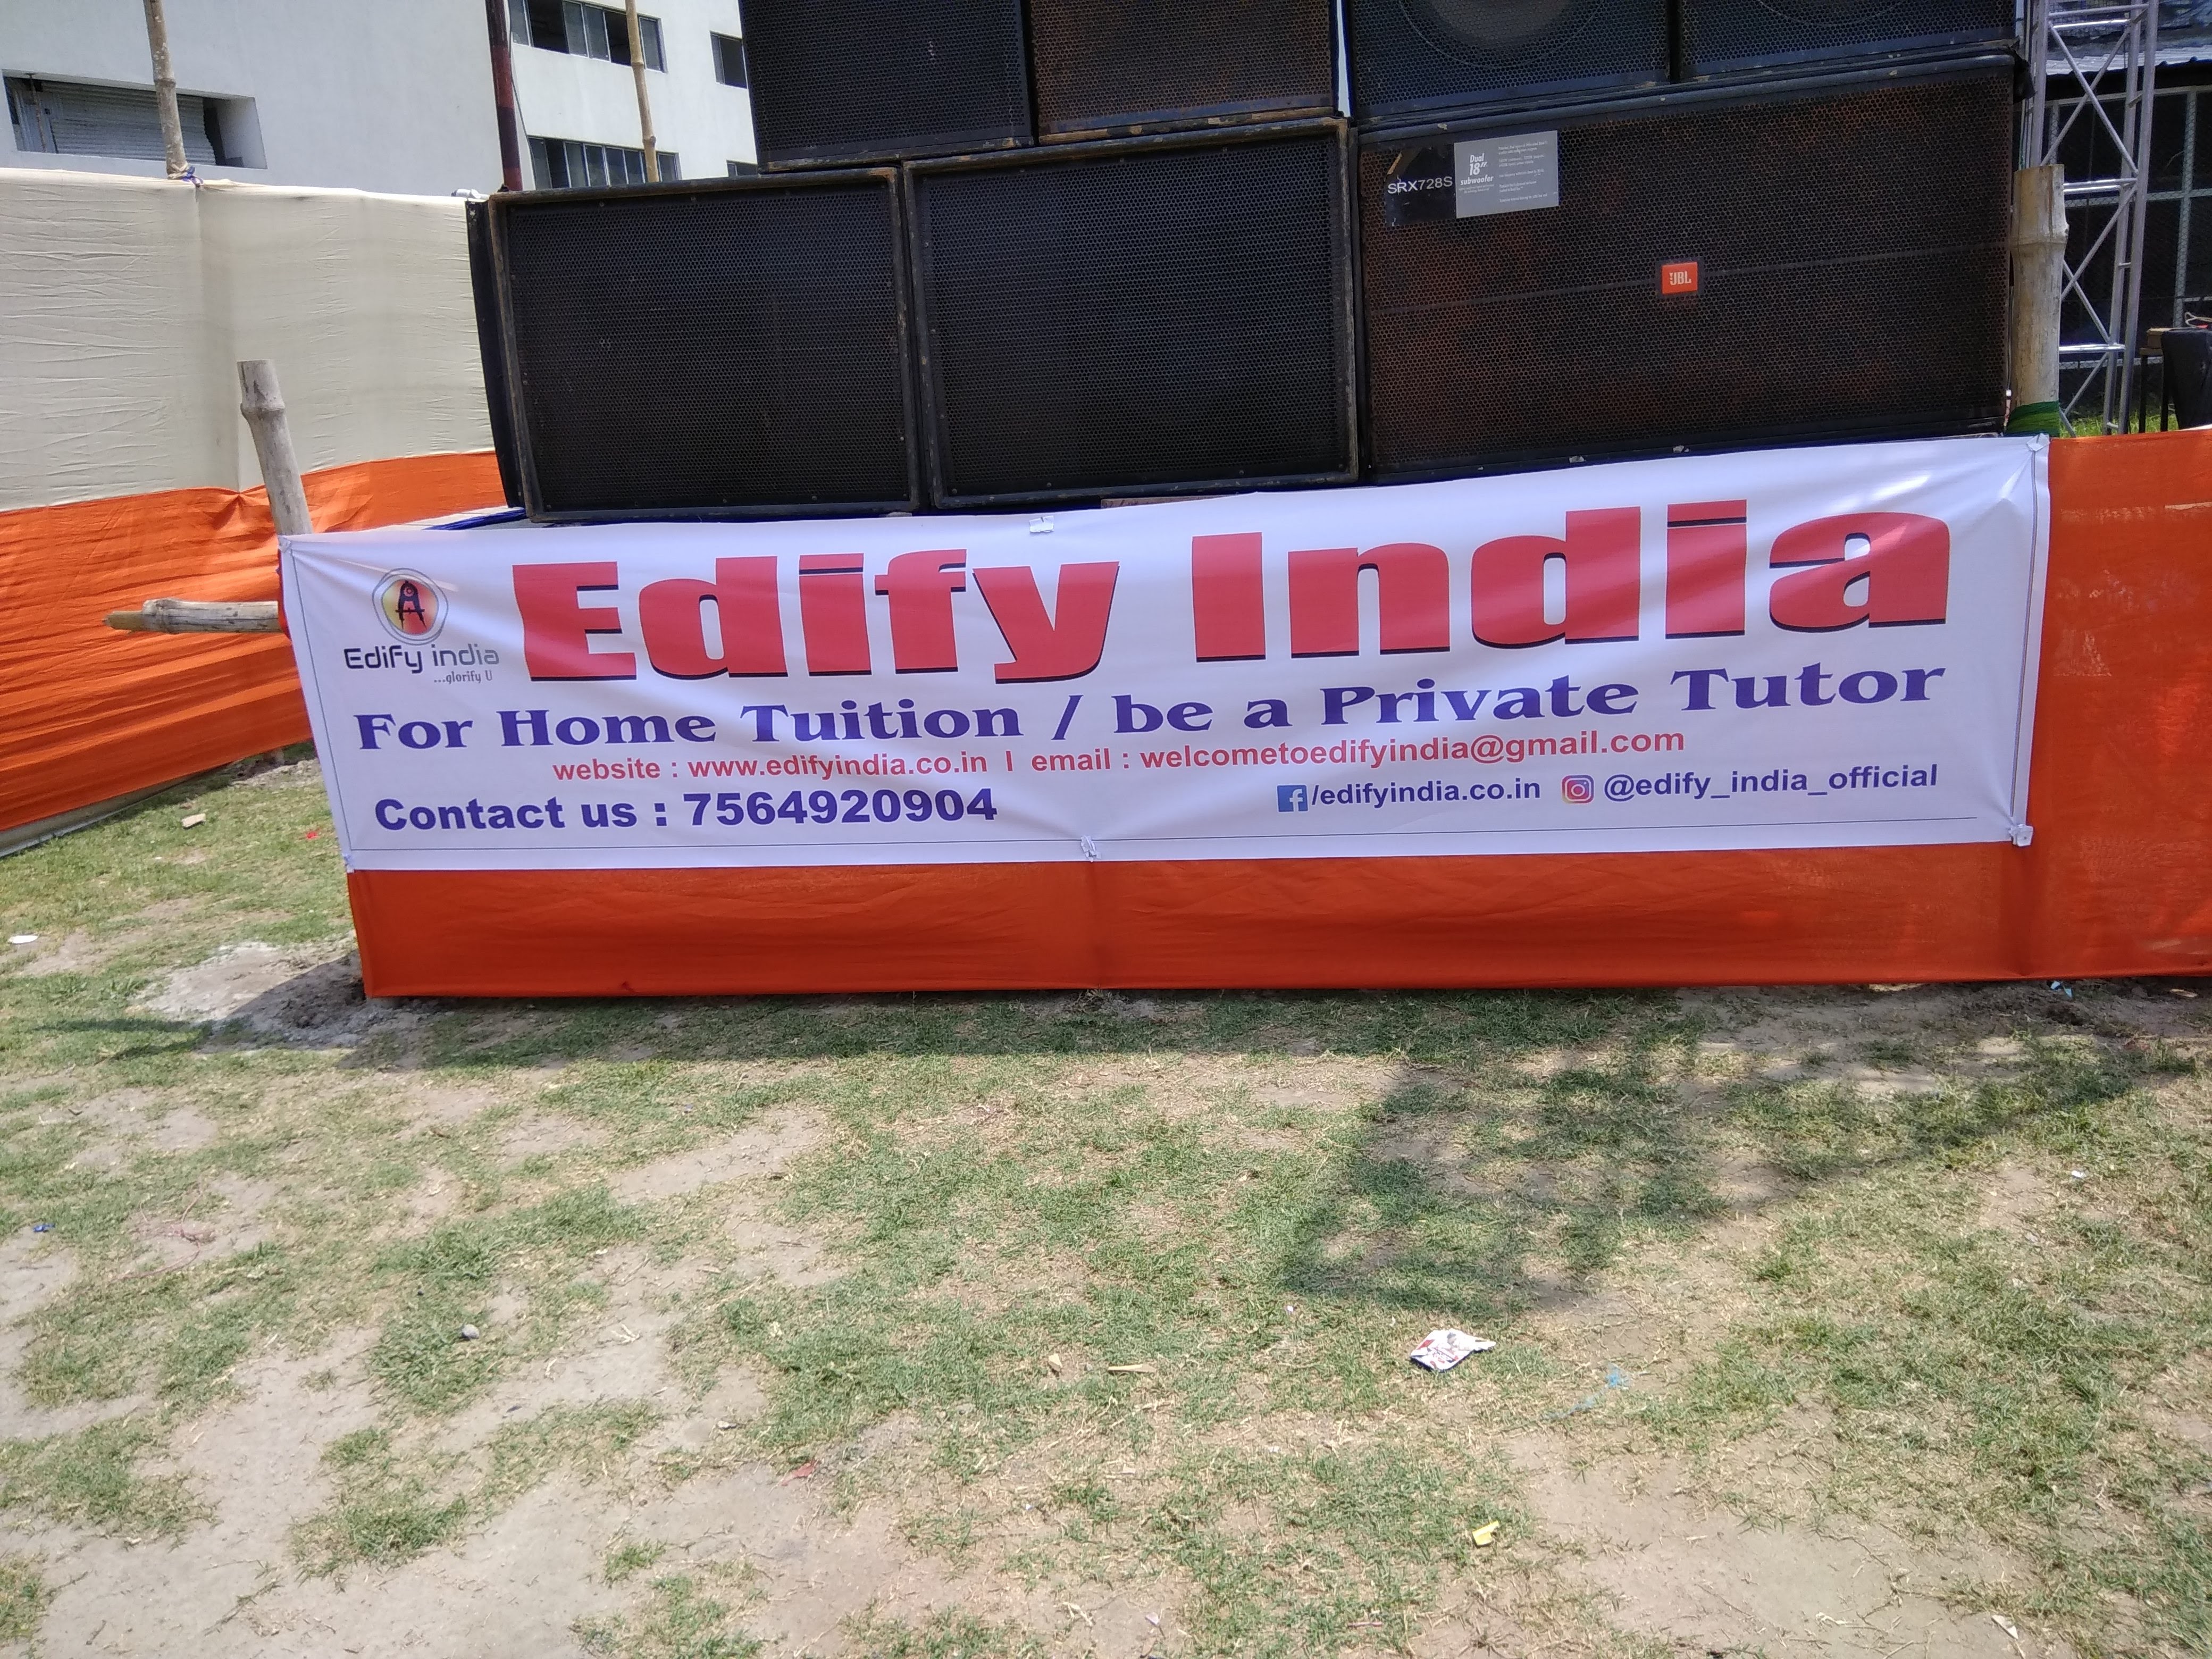 SRX728S
Dual
18"
subwoofer
JBL
Edify india
...glorify U
Edify India
For Home Tuition / be a Private Tutor
website : www.edifyindia.co.in I email : welcometoedifyindia@gmail.com
Contact us : 7564920904
/edifyindia.co.in @edify_india_official